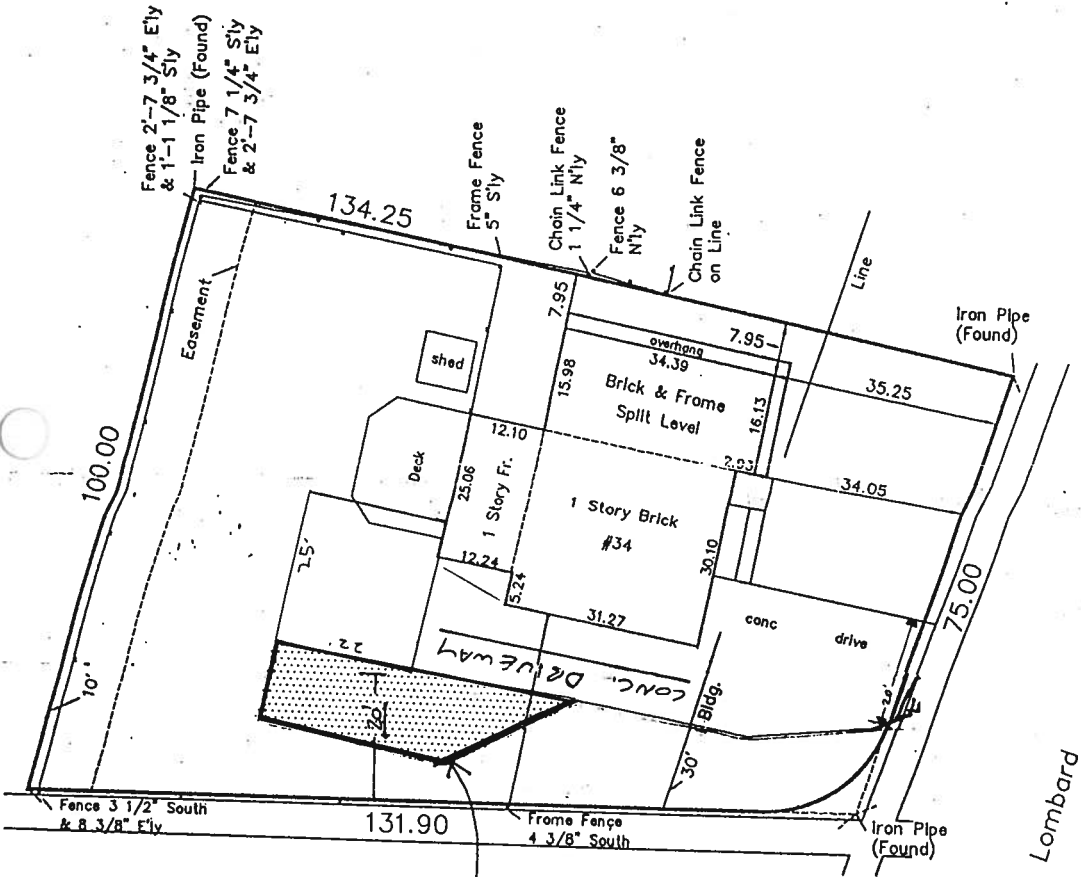 Fence 2'-7 3/4" E'ly
& 1'-1 1/8" S'ly
Iron Pipe (Found)
Fence 7 1/4" S'ly
& 2'-7 3/4" E'ly
134.25
Frame Fence
5" S'ly
Chain Link Fence
1 1/4" N'ly
Fence 6 3/8"
N'ly
Chain Link Fence
on Line
Line
Iron Pipe
(Found)
100.00
Easement
10'
shed
Deck
7.95
overhang
34.39
7.95
15.98
Brick & Frame
Split Level
16.13
35.25
12.10
25.06
1 Story Fr.
12.24
5.24
1 Story Brick
#34
30.10
34.05
31.27
25'
22'
20'
CONC. DRIVEWAY
conc drive
20'
75.00
Bldg.
30'
Fence 3 1/2" South
& 8 3/8" E'ly
131.90
Frame Fence
4 3/8" South
Iron Pipe
(Found)
Lombard